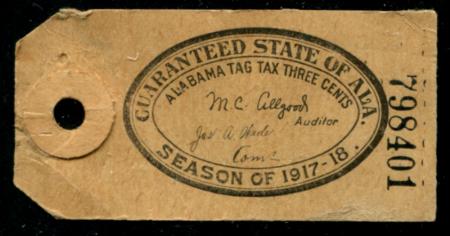 GUARANTEED STATE OF ALA.
ALABAMA TAG TAX THREE CENTS
M.C. Allgood
Auditor
Jas A. Wade
Com.
SEASON OF 1917-18.
798401